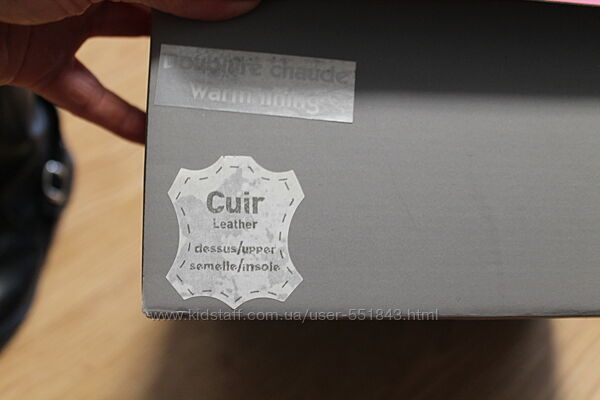 Doublure chaude
warm lining
Cuir
Leather
dessus/upper
semelle/insole
www.kidstaff.com.ua/user-551843.html